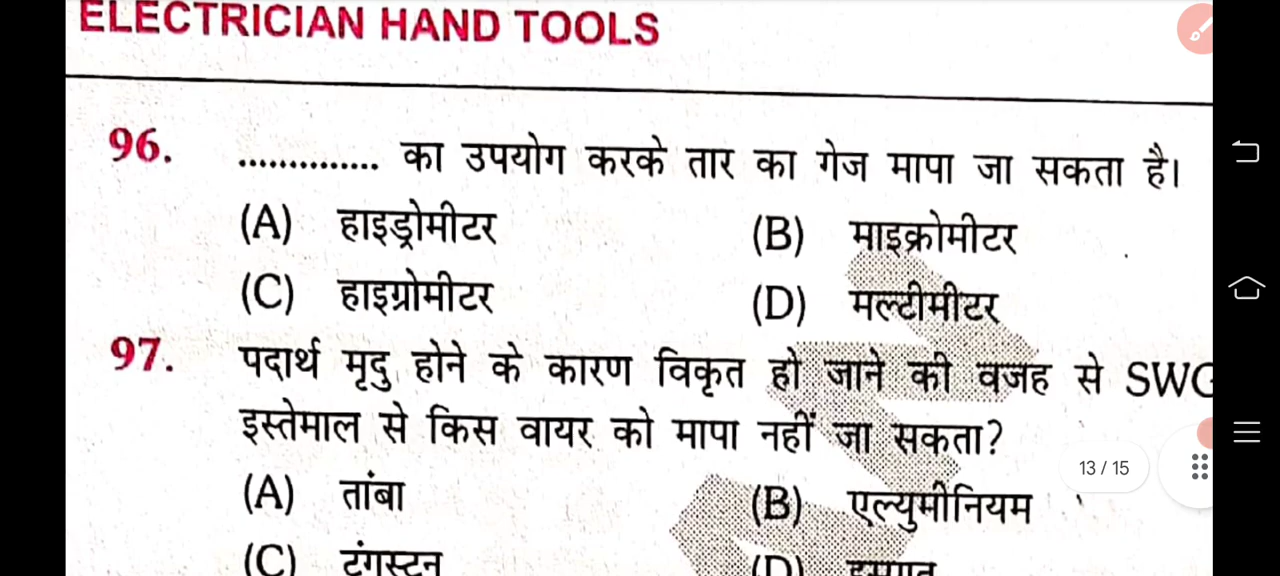 ELECTRICIAN HAND TOOLS
96. .............. का उपयोग करके तार का गेज मापा जा सकता है।
(A) हाइड्रोमीटर (B) माइक्रोमीटर
(C) हाइग्रोमीटर (D) मल्टीमीटर
97. पदार्थ मृदु होने के कारण विकृत हो जाने की वजह से SWG
इस्तेमाल से किस वायर को मापा नहीं जा सकता?
13 / 15
(A) तांबा (B) एल्युमीनियम
(C) टंगस्टन (D)